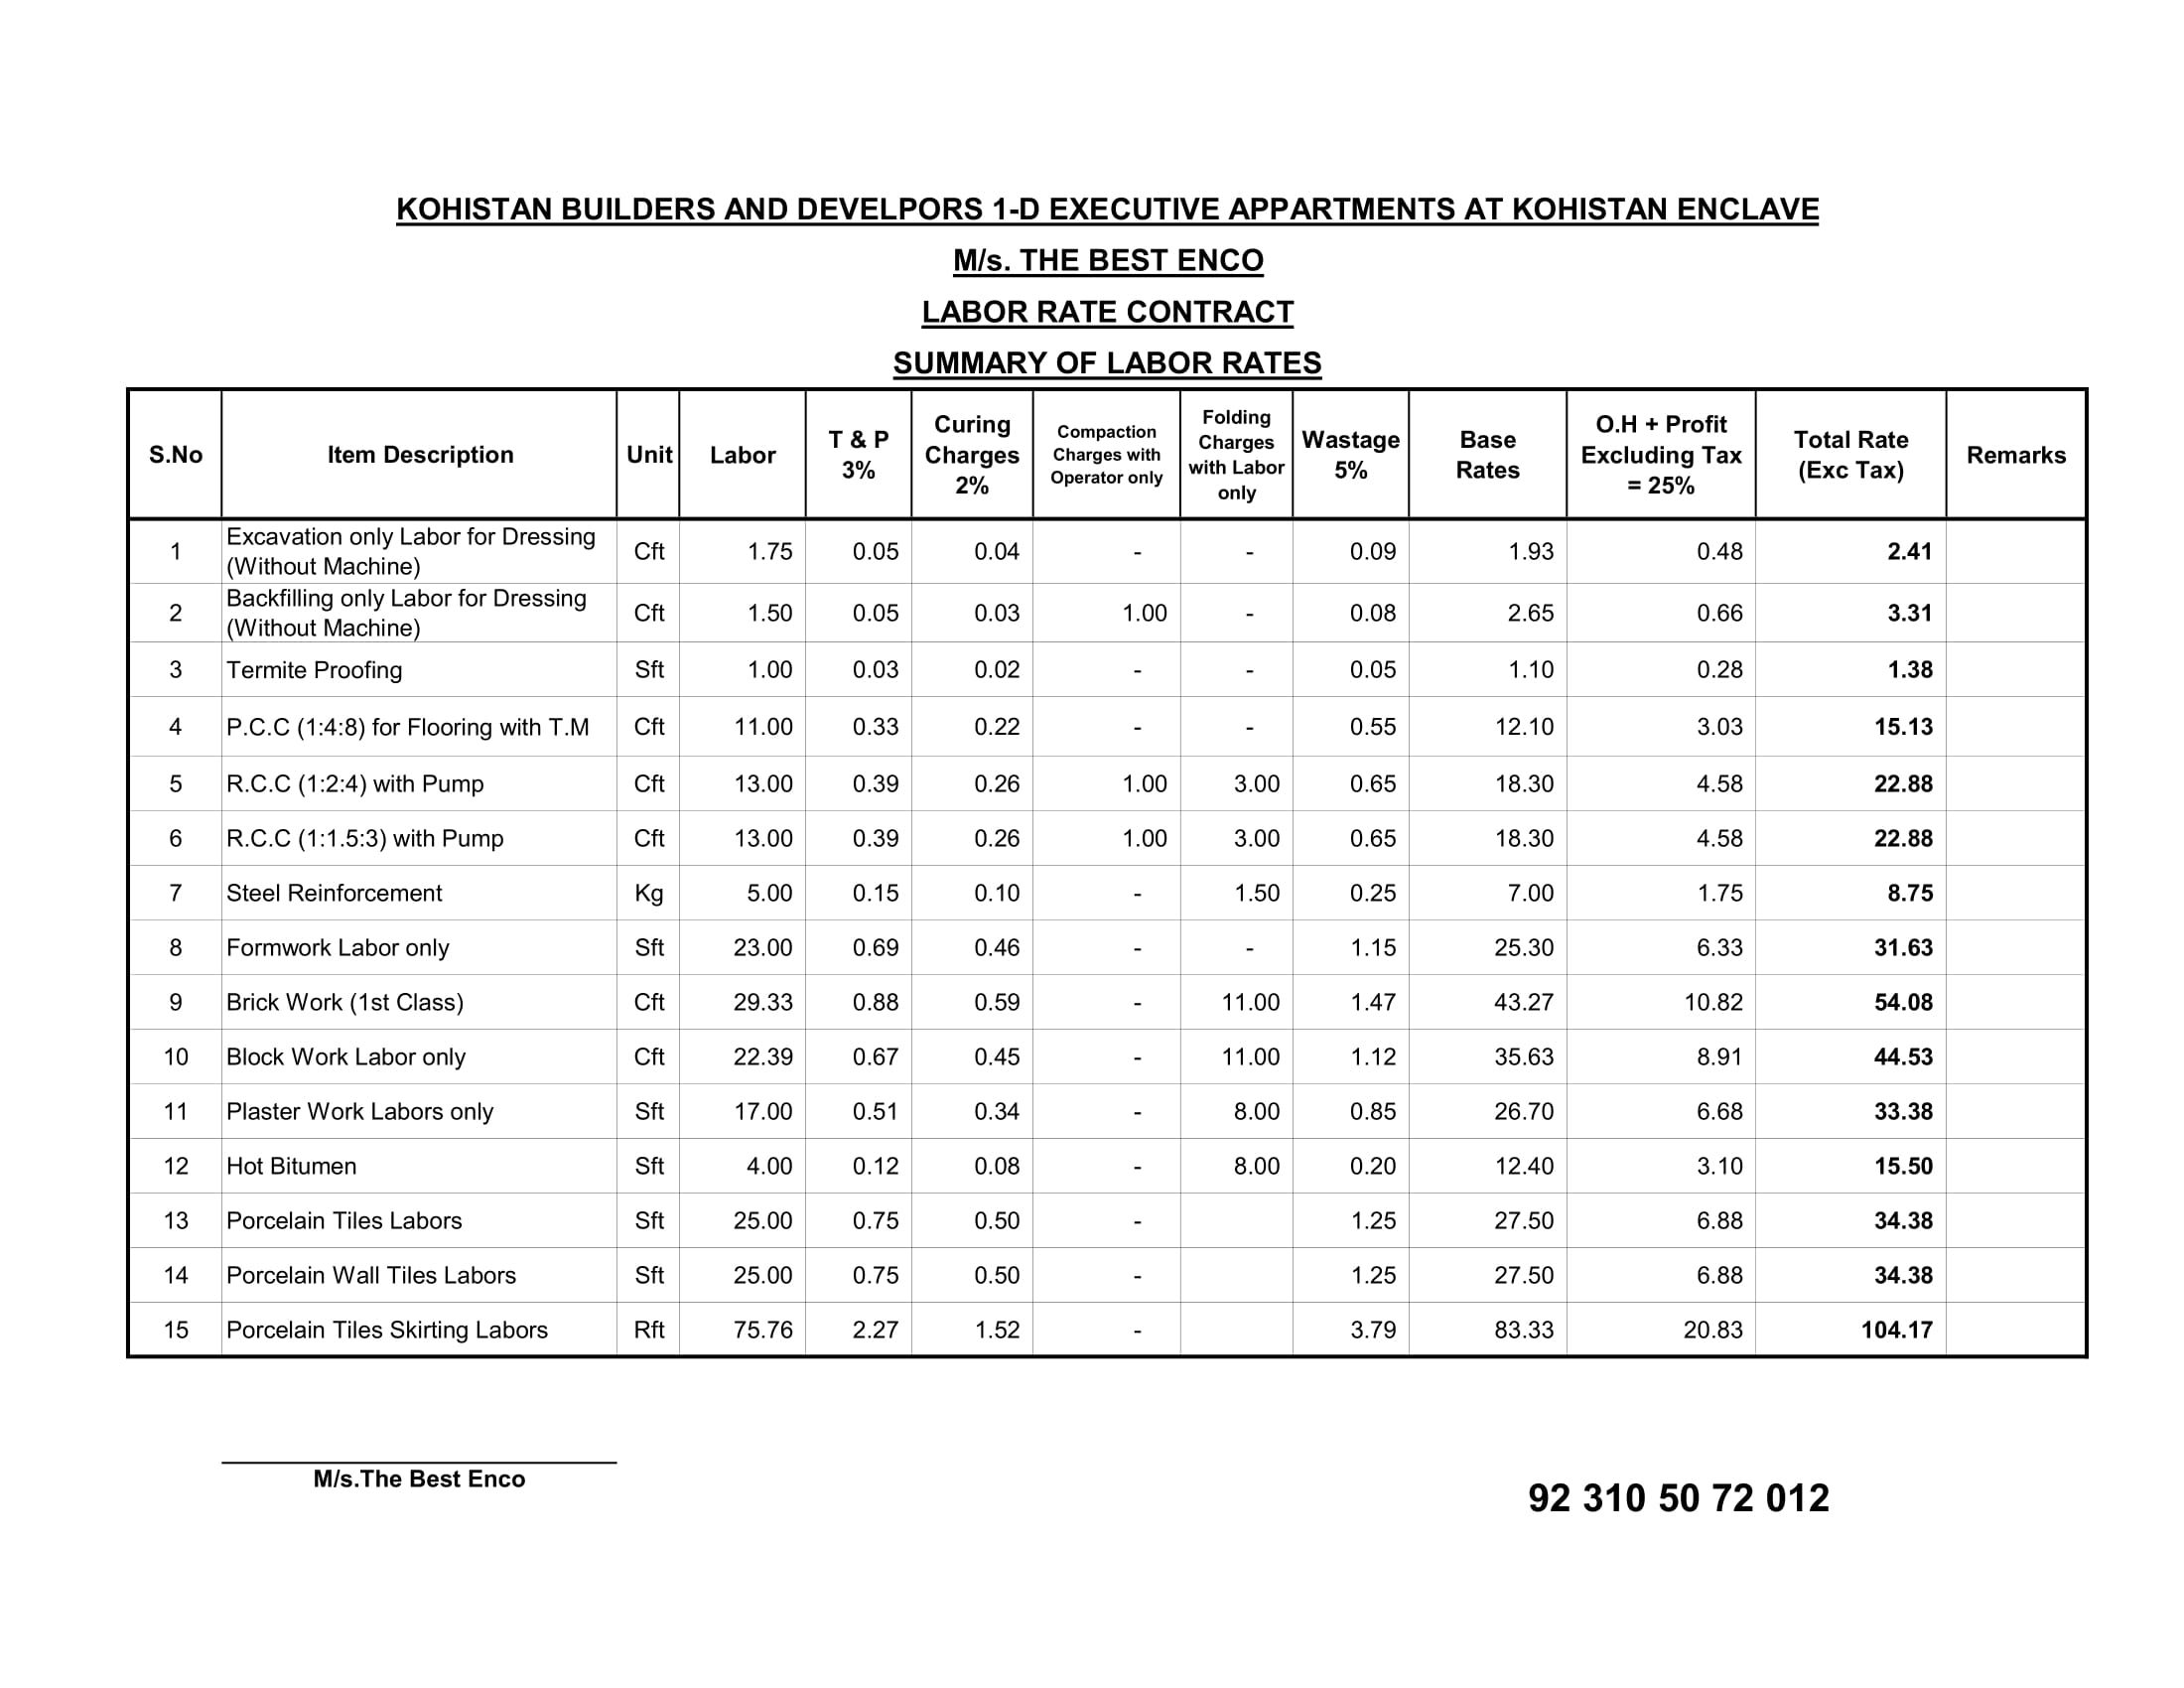 KOHISTAN BUILDERS AND DEVELPORS 1-D EXECUTIVE APPARTMENTS AT KOHISTAN ENCLAVE
M/s. THE BEST ENCO
LABOR RATE CONTRACT
SUMMARY OF LABOR RATES
S.No Item Description Unit Labor T & P 3% Curing Charges 2% Compaction Charges with Operator only Folding Charges with Labor only Wastage 5% Base Rates O.H + Profit Excluding Tax = 25% Total Rate (Exc Tax) Remarks
1 Excavation only Labor for Dressing (Without Machine) Cft 1.75 0.05 0.04 - - 0.09 1.93 0.48 2.41
2 Backfilling only Labor for Dressing (Without Machine) Cft 1.50 0.05 0.03 1.00 - 0.08 2.65 0.66 3.31
3 Termite Proofing Sft 1.00 0.03 0.02 - - 0.05 1.10 0.28 1.38
4 P.C.C (1:4:8) for Flooring with T.M Cft 11.00 0.33 0.22 - - 0.55 12.10 3.03 15.13
5 R.C.C (1:2:4) with Pump Cft 13.00 0.39 0.26 1.00 3.00 0.65 18.30 4.58 22.88
6 R.C.C (1:1.5:3) with Pump Cft 13.00 0.39 0.26 1.00 3.00 0.65 18.30 4.58 22.88
7 Steel Reinforcement Kg 5.00 0.15 0.10 - 1.50 0.25 7.00 1.75 8.75
8 Formwork Labor only Sft 23.00 0.69 0.46 - - 1.15 25.30 6.33 31.63
9 Brick Work (1st Class) Cft 29.33 0.88 0.59 - 11.00 1.47 43.27 10.82 54.08
10 Block Work Labor only Cft 22.39 0.67 0.45 - 11.00 1.12 35.63 8.91 44.53
11 Plaster Work Labors only Sft 17.00 0.51 0.34 - 8.00 0.85 26.70 6.68 33.38
12 Hot Bitumen Sft 4.00 0.12 0.08 - 8.00 0.20 12.40 3.10 15.50
13 Porcelain Tiles Labors Sft 25.00 0.75 0.50 - 1.25 27.50 6.88 34.38
14 Porcelain Wall Tiles Labors Sft 25.00 0.75 0.50 - 1.25 27.50 6.88 34.38
15 Porcelain Tiles Skirting Labors Rft 75.76 2.27 1.52 - 3.79 83.33 20.83 104.17
M/s.The Best Enco
92 310 50 72 012